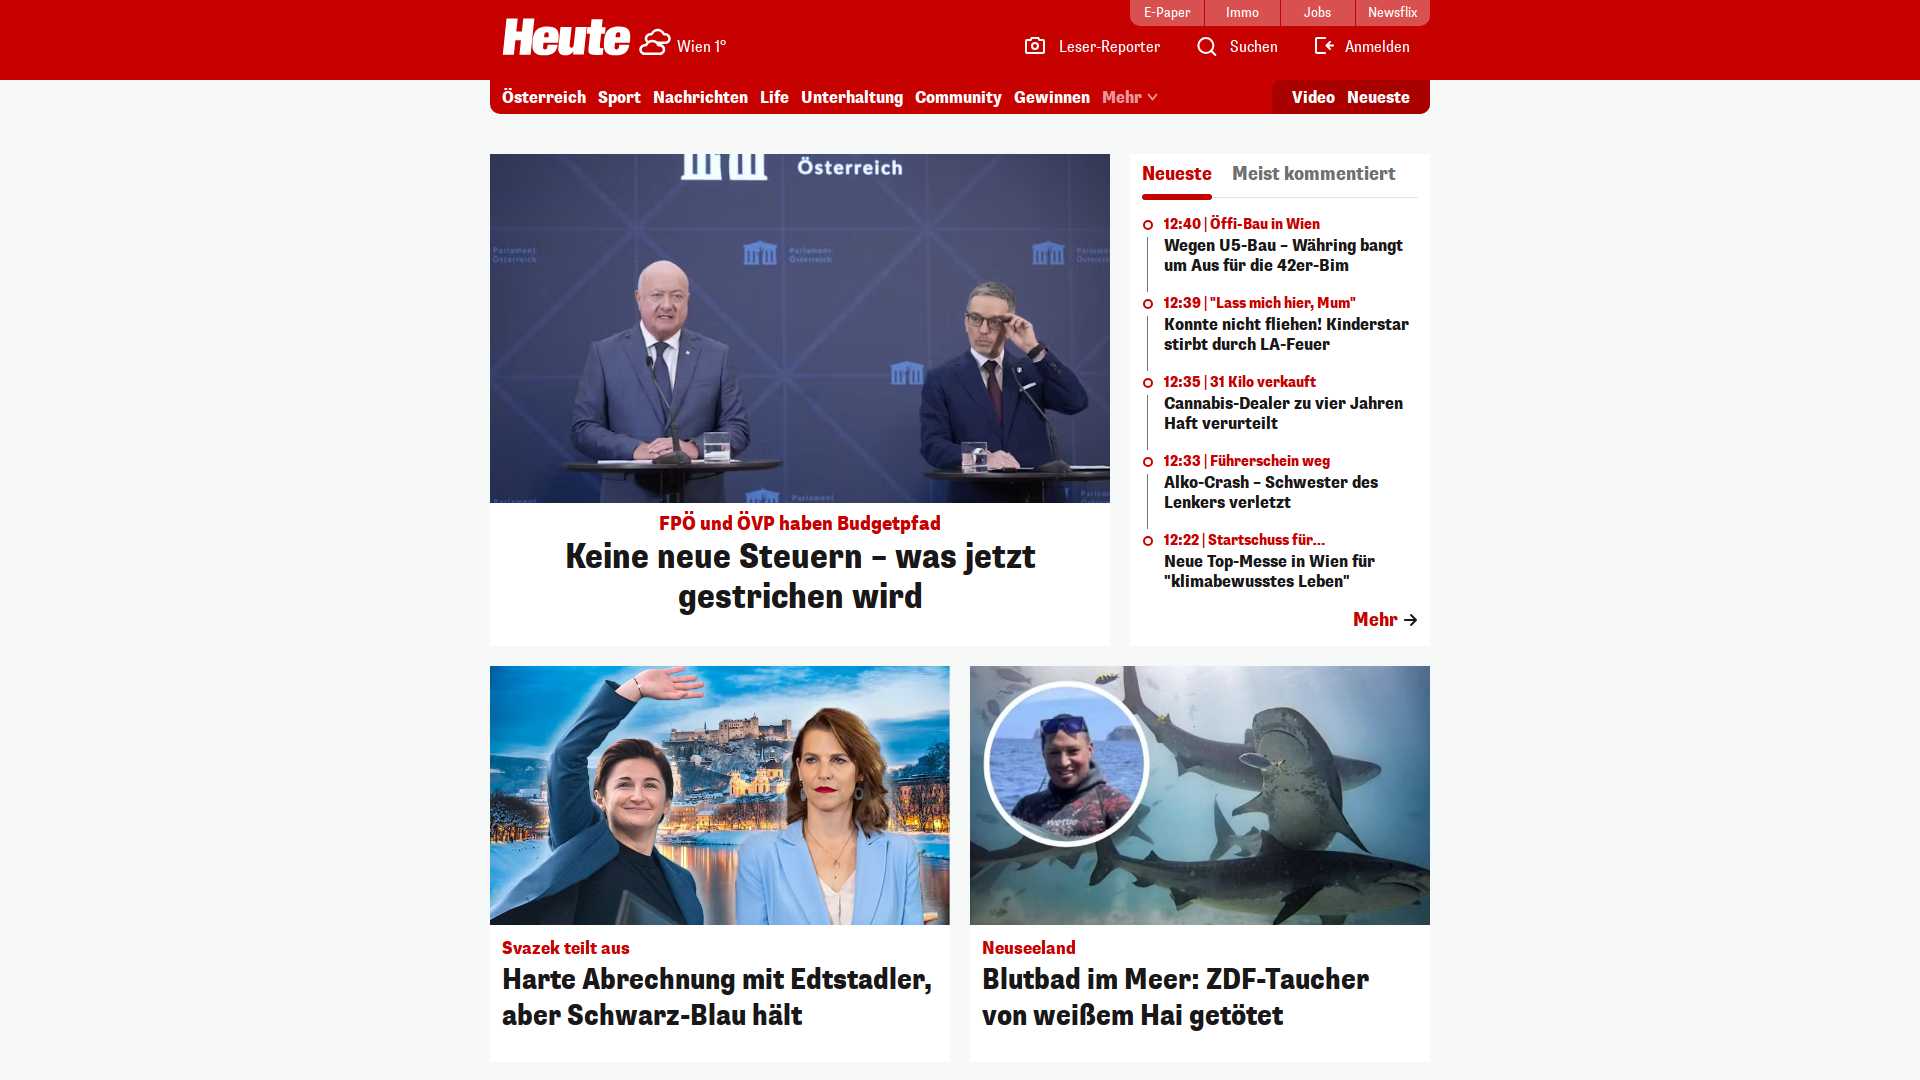 E-Paper
Immo
Jobs
Newsflix
Heute
Wien 1°
Leser-Reporter
Suchen
Anmelden
Österreich
Sport
Nachrichten
Life
Unterhaltung
Community
Gewinnen
Mehr
Video
Neueste
Österreich
Parlament
Österreich
Parlament
Österreich
Parlament
FPÖ und ÖVP haben Budgetpfad
Keine neue Steuern – was jetzt
gestrichen wird
Neueste
Meist kommentiert
12:40 | Öffi-Bau in Wien
Wegen U5-Bau – Währing bangt
um Aus für die 42er-Bim
12:39 | "Lass mich hier, Mum"
Konnte nicht fliehen! Kinderstar
stirbt durch LA-Feuer
12:35 | 31 Kilo verkauft
Cannabis-Dealer zu vier Jahren
Haft verurteilt
12:33 | Führerschein weg
Alko-Crash – Schwester des
Lenkers verletzt
12:22 | Startschuss für...
Neue Top-Messe in Wien für
"klimabewusstes Leben"
Mehr
Svazek teilt aus
Harte Abrechnung mit Edtstadler,
aber Schwarz-Blau hält
Neuseeland
Blutbad im Meer: ZDF-Taucher
von weißem Hai getötet